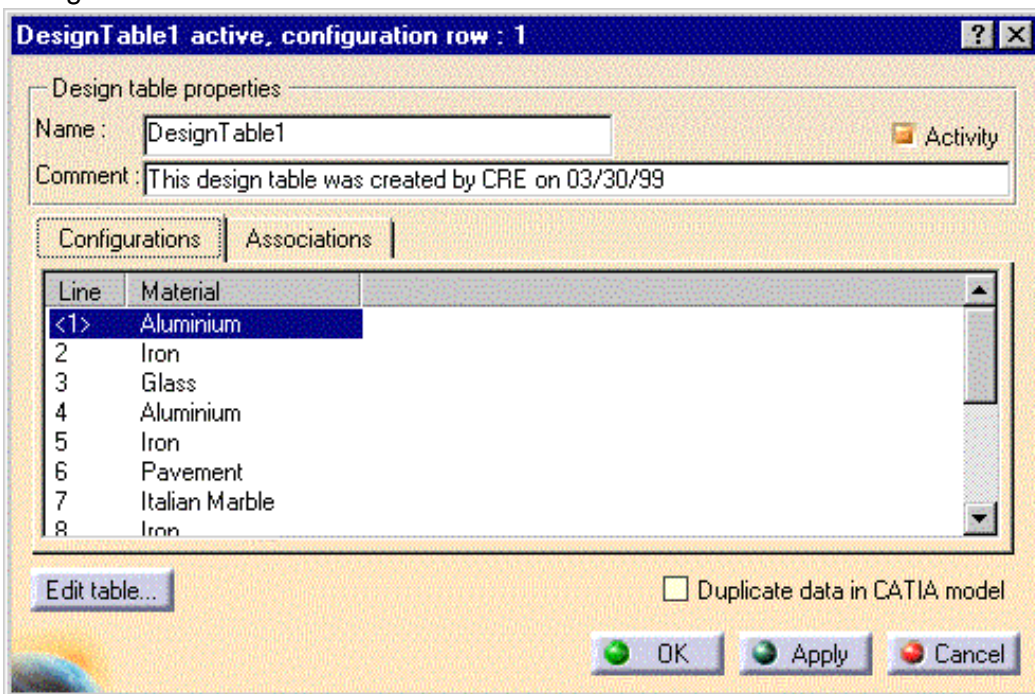 DesignTable1 active, configuration row : 1
? X
Design table properties
Name : DesignTable1 Activity
Comment : This design table was created by CRE on 03/30/99
Configurations Associations
Line Material
<1> Aluminium
2 Iron
3 Glass
4 Aluminium
5 Iron
6 Pavement
7 Italian Marble
8 Iron
Edit table... Duplicate data in CATIA model
OK Apply Cancel